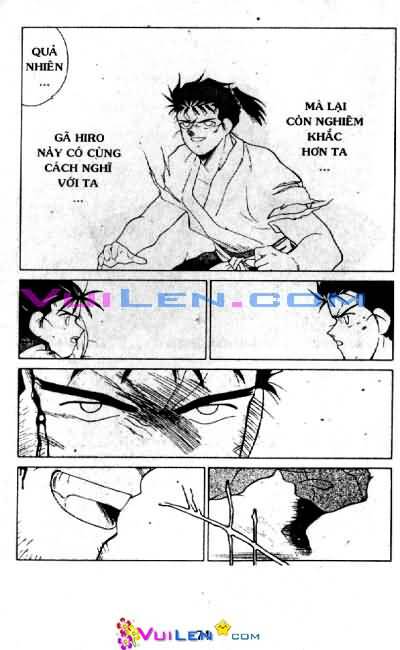 QUẢ
NHIÊN
...
GÃ HIRO
NÀY CÓ CÙNG
CÁCH NGHĨ
VỚI TA
...
MÀ LẠI
CÒN NGHIÊM
KHẮC
HƠN TA
...
VUILEN.COM
VUILEN.COM